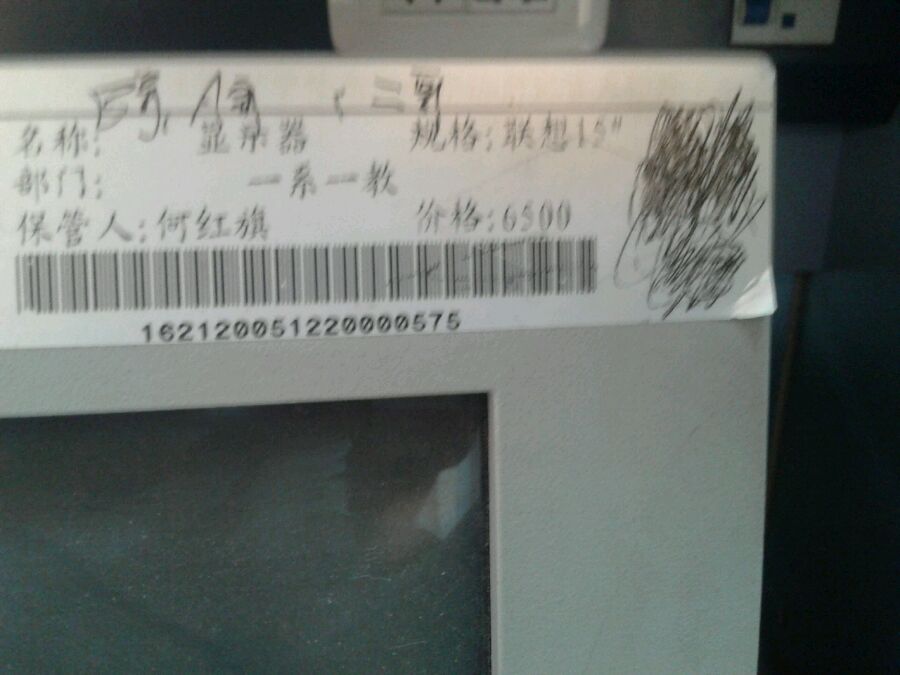 名称: 显示器 规格:联想15"
部门: 一系一教
保管人:何红旗 价格:6500
162120051220000575